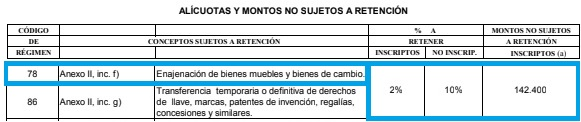 ALÍCUOTAS Y MONTOS NO SUJETOS A RETENCIÓN
CÓDIGO DE RÉGIMEN
CONCEPTOS SUJETOS A RETENCIÓN
% A RETENER
INSCRIPTOS NO INSCRIP.
MONTOS NO SUJETOS A RETENCIÓN
INSCRIPTOS (a)
78 Anexo II, inc. f) Enajenación de bienes muebles y bienes de cambio.
86 Anexo II, inc. g) Transferencia temporaria o definitiva de derechos
de llave, marcas, patentes de invención, regalías,
concesiones y similares.
2% 10% 142.400